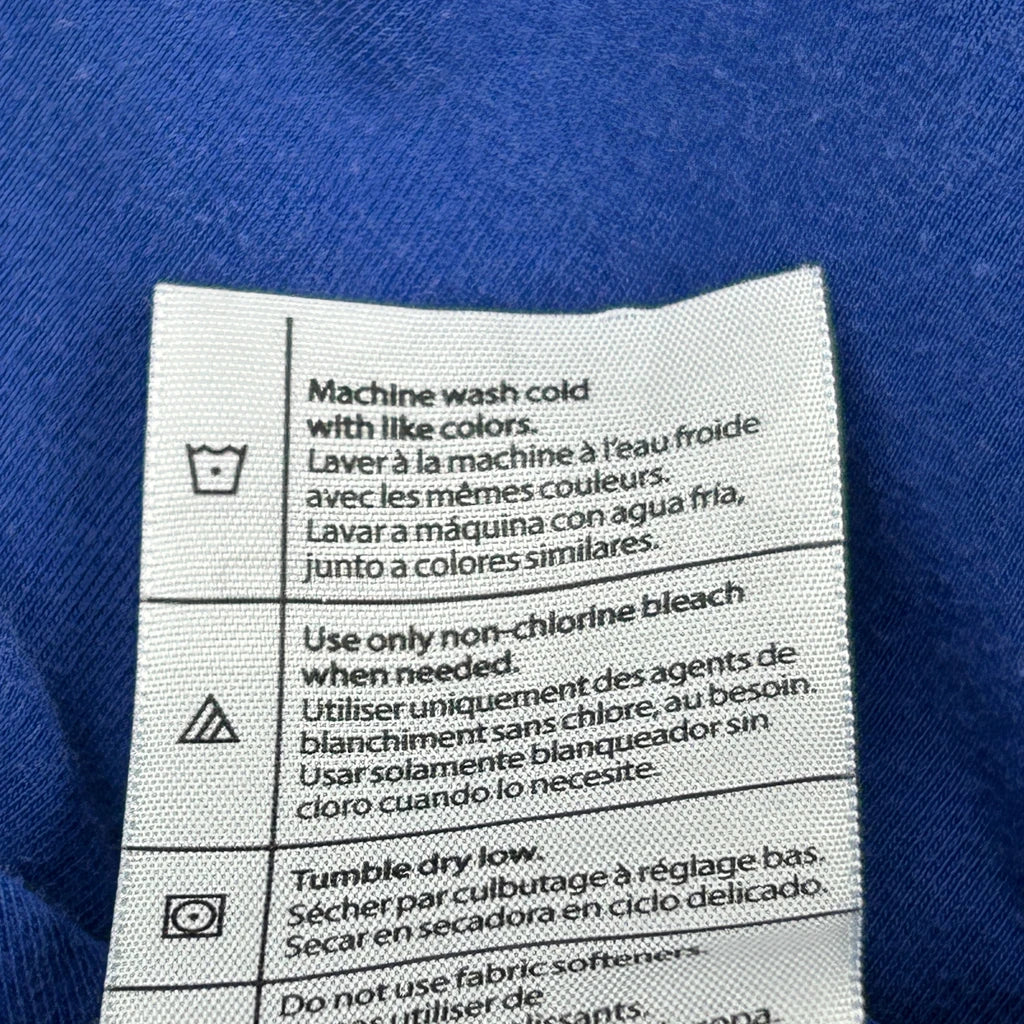 Machine wash cold
with like colors.
Laver à la machine à l'eau froide
avec les mêmes couleurs.
Lavar a máquina con agua fría,
junto a colores similares.
Use only non-chlorine bleach
when needed.
Utiliser uniquement des agents de
blanchiment sans chlore, au besoin.
Usar solamente blanqueador sin
cloro cuando lo necesite.
Tumble dry low.
Sécher par culbutage à réglage bas.
Secar en secadora en ciclo delicado.
Do not use fabric softeners.
utiliser de